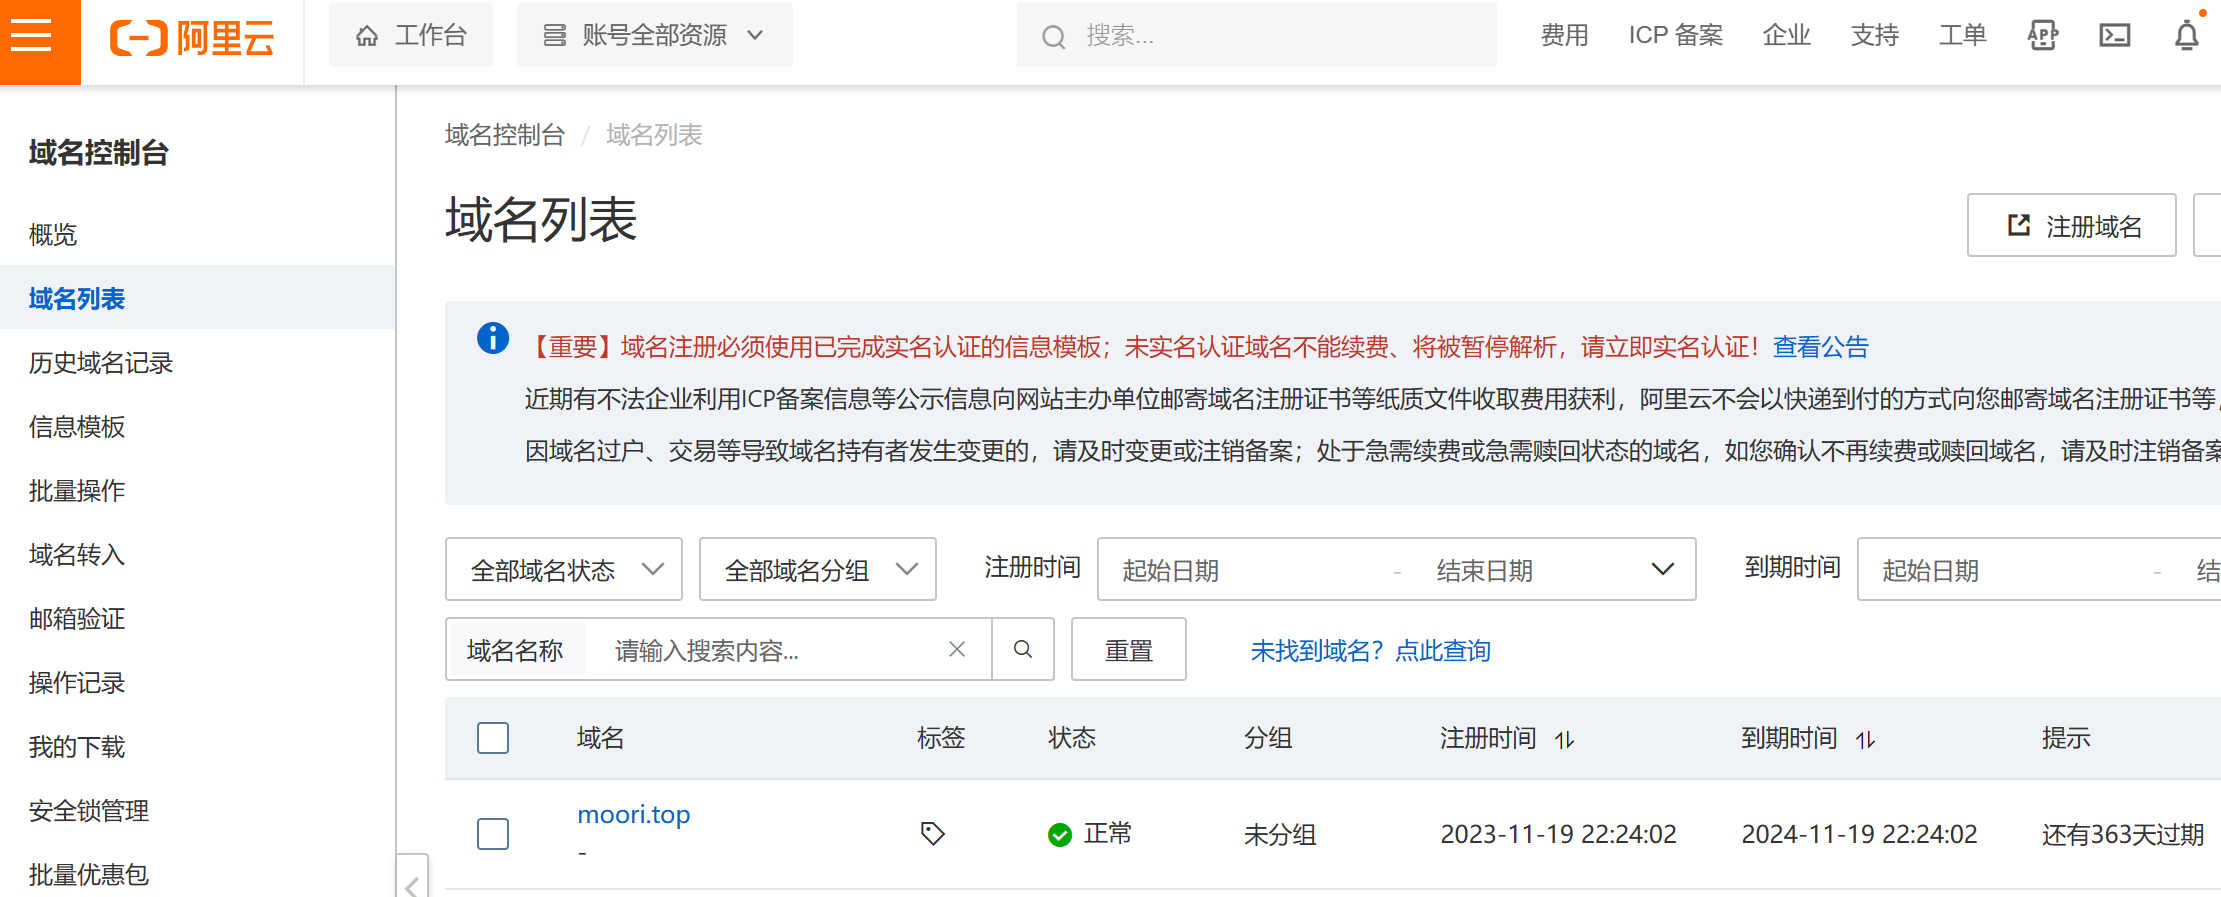 阿里云
工作台
账号全部资源
搜索...
费用
ICP 备案
企业
支持
工单
APP
域名控制台
概览
域名列表
历史域名记录
信息模板
批量操作
域名转入
邮箱验证
操作记录
我的下载
安全锁管理
批量优惠包
域名控制台 / 域名列表
域名列表
注册域名
【重要】域名注册必须使用已完成实名认证的信息模板；未实名认证域名不能续费、将被暂停解析，请立即实名认证！查看公告
近期有不法企业利用ICP备案信息等公示信息向网站主办单位邮寄域名注册证书等纸质文件收取费用获利，阿里云不会以快递到付的方式向您邮寄域名注册证书等，
因域名过户、交易等导致域名持有者发生变更的，请及时变更或注销备案；处于急需续费或急需赎回状态的域名，如您确认不再续费或赎回域名，请及时注销备案
全部域名状态
全部域名分组
注册时间
起始日期 - 结束日期
到期时间
起始日期 - 结
域名名称
请输入搜索内容...
重置
未找到域名？点此查询
域名 标签 状态 分组 注册时间 到期时间 提示
moori.top 正常 未分组 2023-11-19 22:24:02 2024-11-19 22:24:02 还有363天过期
-